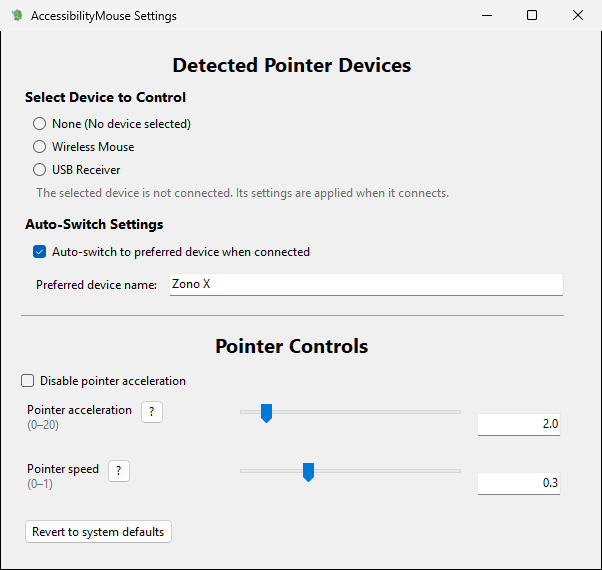 AccessibilityMouse Settings
Detected Pointer Devices
Select Device to Control
None (No device selected)
Wireless Mouse
USB Receiver
The selected device is not connected. Its settings are applied when it connects.
Auto-Switch Settings
Auto-switch to preferred device when connected
Preferred device name: Zono X
Pointer Controls
Disable pointer acceleration
Pointer acceleration ? 2.0
(0–20)
Pointer speed ? 0.3
(0–1)
Revert to system defaults